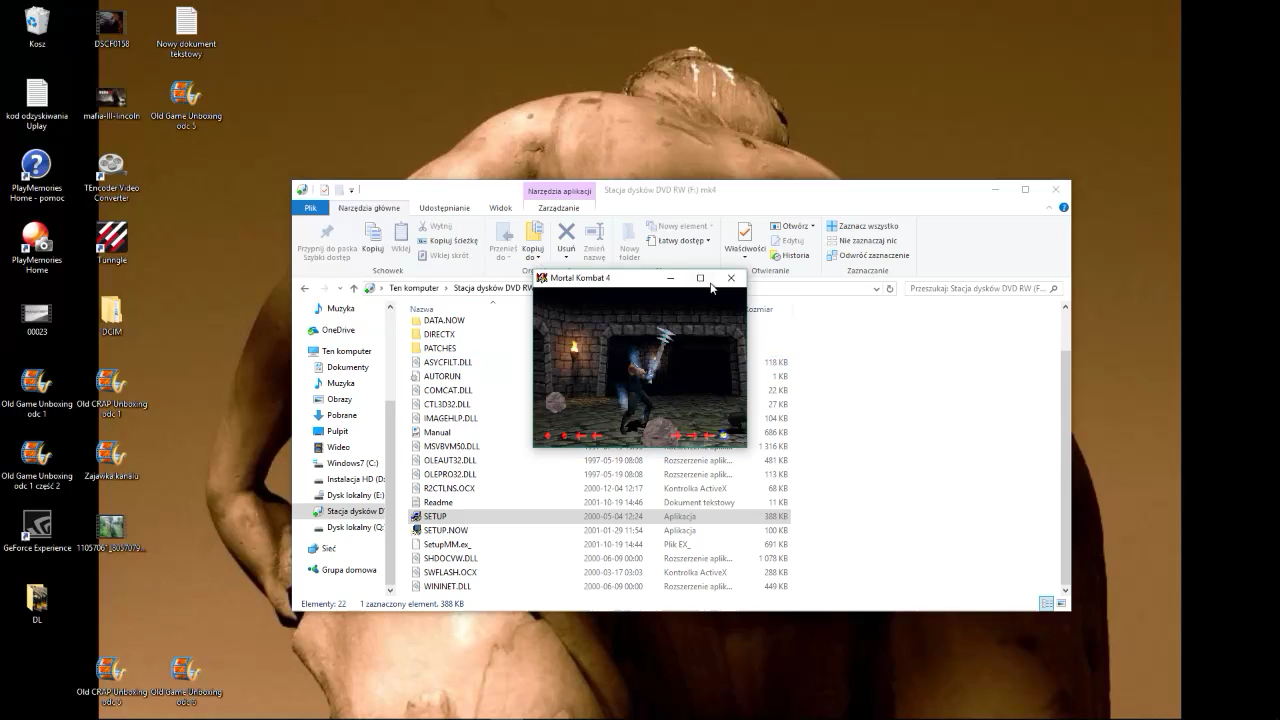 Kosz
DSCF0158
Nowy dokument
tekstowy
kod odzyskiwania
Uplay
mafia-III-lincoln
Old Game Unboxing
odc 5
PlayMemories
Home - pomoc
TEncoder Video
Converter
PlayMemories
Home
Tunngle
00023
DCIM
Old Game Unboxing
odc 1
Old CRAP Unboxing
odc 1
Old Game Unboxing
odc 1 część 2
Zajawka kanału
GeForce Experience
DL
Old CRAP Unboxing
Old Game Unboxing
Narzędzia aplikacji
Stacja dysków DVD RW (F:) mk4
Plik
Narzędzia główne
Udostępnianie
Widok
Zarządzanie
Przypnij do paska
Szybki dostęp
Kopiuj
Wklej
Wytnij
Kopiuj ścieżkę
Wklej skrót
Schowek
Przenieś
do
Kopiuj
do
Usuń
Zmień
nazwę
Nowy
folder
Nowy element
Łatwy dostęp
Właściwości
Otwórz
Edytuj
Historia
Otwieranie
Zaznacz wszystko
Nie zaznaczaj nic
Odwróć zaznaczenie
Zaznaczanie
Ten komputer
Stacja dysków DVD RW
Przeszukaj: Stacja dysków DVD RW (F...
Mortal Kombat 4
Muzyka
OneDrive
Ten komputer
Dokumenty
Muzyka
Obrazy
Pobrane
Pulpit
Wideo
Windows7 (C:)
Instalacja HD (D:
Dysk lokalny (E:)
Stacja dysków D
Dysk lokalny (Q:
Sieć
Grupa domowa
Nazwa
DATA.NOW
DIRECTX
PATCHES
ASYCFILT.DLL 118 KB
AUTORUN 1 KB
COMCAT.DLL 22 KB
CTL3D32.DLL 27 KB
IMAGEHLP.DLL 104 KB
Manual 686 KB
MSVBVM50.DLL 1 316 KB
OLEAUT32.DLL 1997-05-19 08:08 Rozszerzenie aplik... 481 KB
OLEPRO32.DLL 1997-05-19 08:08 Rozszerzenie aplik... 113 KB
R2CTLNS.OCX 2000-12-04 12:17 Kontrolka ActiveX 68 KB
Readme 2001-10-19 14:46 Dokument tekstowy 11 KB
SETUP 2000-05-04 12:24 Aplikacja 388 KB
SETUP.NOW 2001-01-29 11:54 Aplikacja 100 KB
SetupMM.ex_ 2001-10-19 14:44 Plik EX_ 691 KB
SHDOCVW.DLL 2000-06-09 00:00 Rozszerzenie aplik... 1 078 KB
SWFLASH.OCX 2000-03-17 03:03 Kontrolka ActiveX 288 KB
WININET.DLL 2000-06-09 00:00 Rozszerzenie aplik... 449 KB
Elementy: 22 1 zaznaczony element, 388 KB